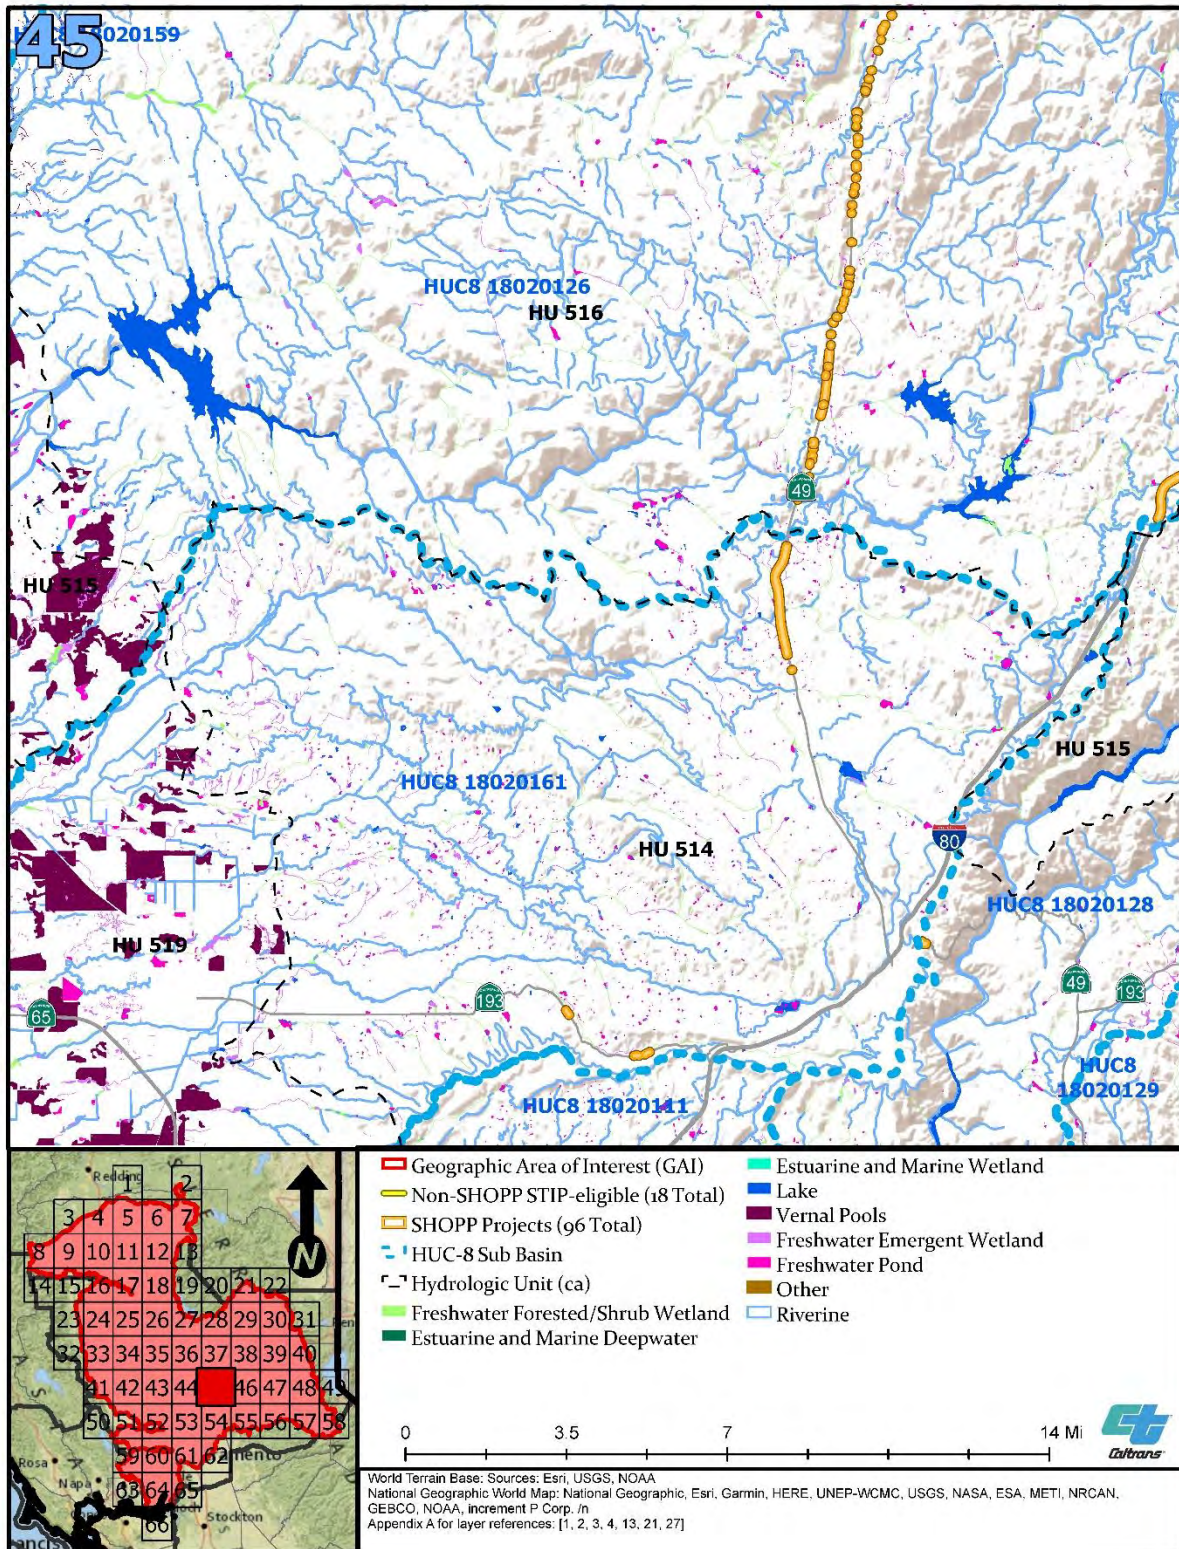 45
HUC8 18020159
HUC8 18020126
HU 516
49
HU 515
HUC8 18020161
HU 515
80
HU 514
HUC8 18020128
HU 519
49
193
193
65
HUC8
18020129
HUC8 18020111
Redding
1 2
3 4 5 6 7
8 9 10 11 12 13
14 15 16 17 18 19 20 21 22
23 24 25 26 27 28 29 30 31
32 33 34 35 36 37 38 39 40
41 42 43 44 46 47 48 49
50 51 52 53 54 55 56 57 58
59 60 61 62
Rosa
Napa
63 64 65
66
Stockton
N
Geographic Area of Interest (GAI)
Non-SHOPP STIP-eligible (18 Total)
SHOPP Projects (96 Total)
HUC-8 Sub Basin
Hydrologic Unit (ca)
Freshwater Forested/Shrub Wetland
Estuarine and Marine Deepwater
Estuarine and Marine Wetland
Lake
Vernal Pools
Freshwater Emergent Wetland
Freshwater Pond
Other
Riverine
0 3.5 7 14 Mi
Caltrans
World Terrain Base: Sources: Esri, USGS, NOAA
National Geographic World Map: National Geographic, Esri, Garmin, HERE, UNEP-WCMC, USGS, NASA, ESA, METI, NRCAN,
GEBCO, NOAA, increment P Corp. /n
Appendix A for layer references: [1, 2, 3, 4, 13, 21, 27]